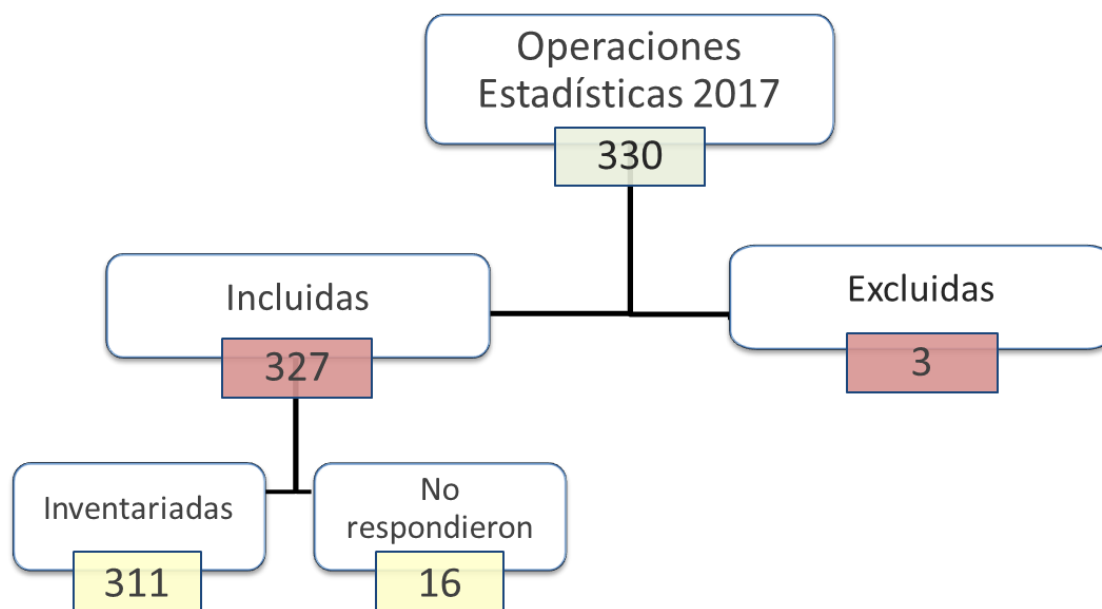 Operaciones
Estadísticas 2017
330
Incluidas
327
Excluidas
3
Inventariadas
311
No
respondieron
16